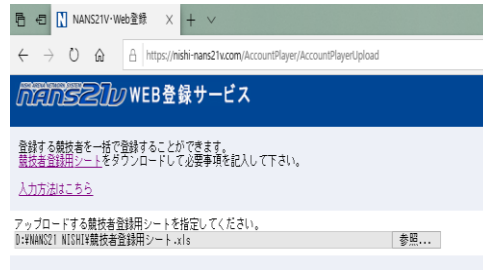 NANS21V・Web登録
https://nishi-nans21v.com/AccountPlayer/AccountPlayerUpload
NISHI ARENA NETWORK SYSTEM
NANS21V WEB登録サービス
登録する競技者を一括で登録することができます。
競技者登録用シートをダウンロードして必要事項を記入して下さい。
入力方法はこちら
アップロードする競技者登録用シートを指定してください。
D:¥NANS21 NISHI¥競技者登録用シート.xls 参照...